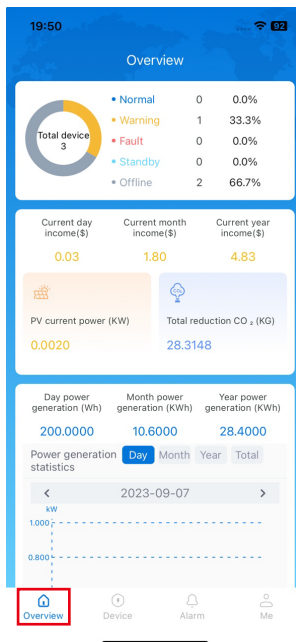 19:50
92
Overview
Total device
3
Normal 0 0.0%
Warning 1 33.3%
Fault 0 0.0%
Standby 0 0.0%
Offline 2 66.7%
Current day income($)
Current month income($)
Current year income($)
0.03 1.80 4.83
CO₂
PV current power (KW)
Total reduction CO ₂ (KG)
0.0020
28.3148
Day power generation (Wh)
Month power generation (KWh)
Year power generation (KWh)
200.0000 10.6000 28.4000
Power generation statistics
Day Month Year Total
< 2023-09-07 >
kW
1.000
0.800
Overview Device Alarm Me